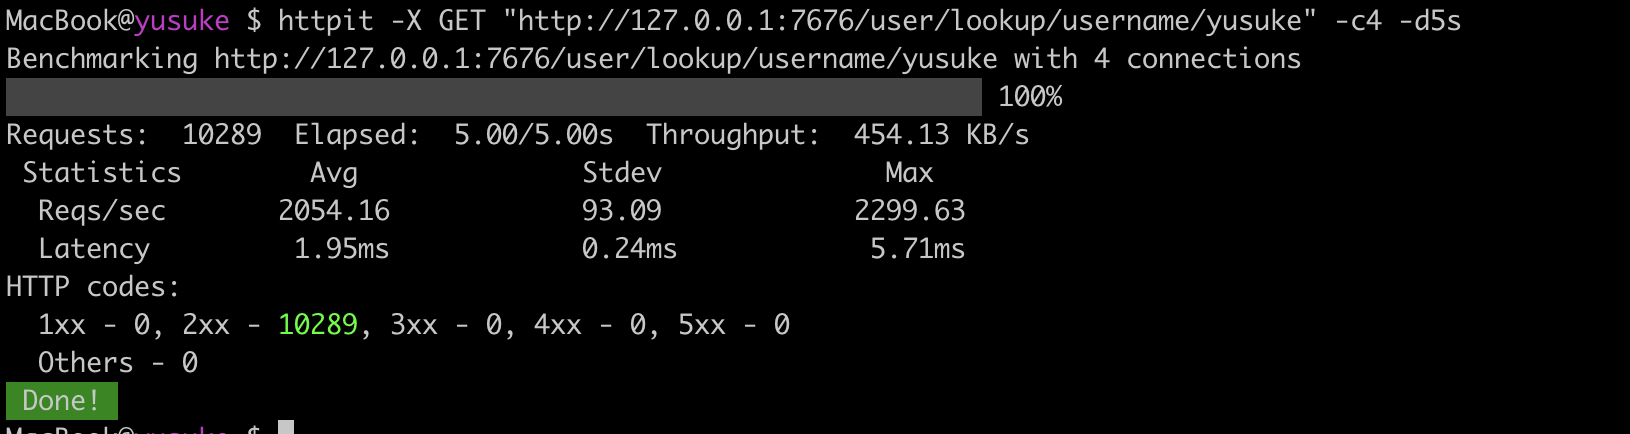 MacBook@yusuke $ httpit -X GET "http://127.0.0.1:7676/user/lookup/username/yusuke" -c4 -d5s
Benchmarking http://127.0.0.1:7676/user/lookup/username/yusuke with 4 connections
100%
Requests:  10289  Elapsed:  5.00/5.00s  Throughput:  454.13 KB/s
Statistics        Avg              Stdev              Max
Reqs/sec       2054.16            93.09            2299.63
Latency         1.95ms            0.24ms            5.71ms
HTTP codes:
1xx - 0, 2xx - 10289, 3xx - 0, 4xx - 0, 5xx - 0
Others - 0
Done!
MacBook@yusuke $